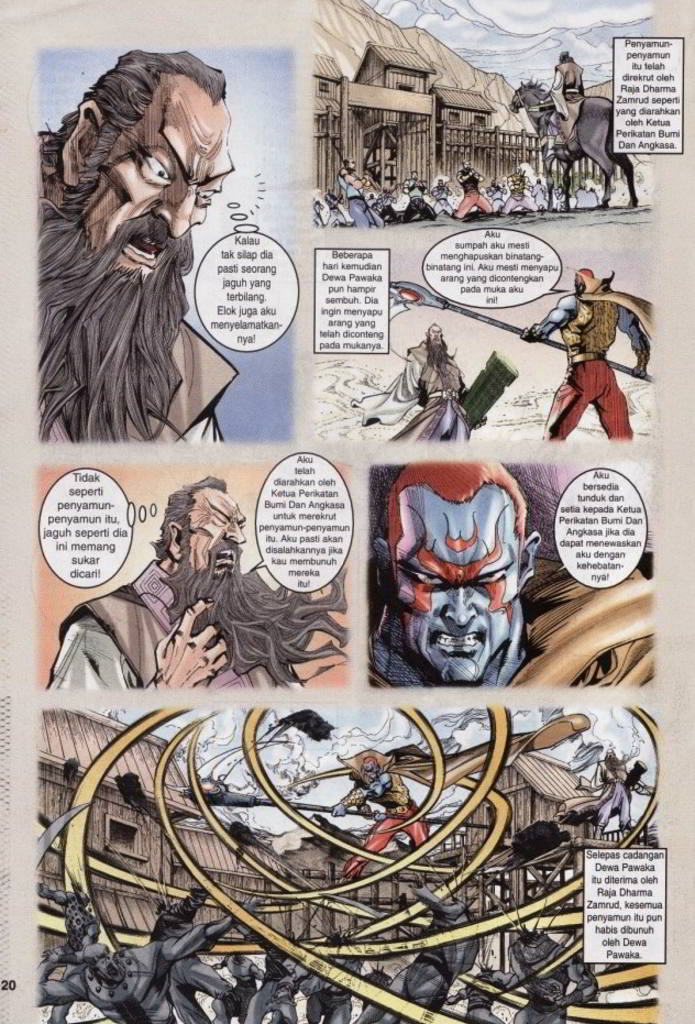 Kalau
tak silap dia
pasti seorang
jaguh yang
terbilang.
Elok juga aku
menyelamatkan-
nya!
Penyamun-
penyamun
itu telah
direkrut oleh
Raja Dharma
Zamrud seperti
yang diarahkan
oleh Ketua
Perikatan Bumi
Dan Angkasa.
Beberapa
hari kemudian
Dewa Pawaka
pun hampir
sembuh. Dia
ingin menyapu
arang yang
telah diconteng
pada mukanya.
Aku
sumpah aku mesti
menghapuskan binatang-
binatang ini. Aku mesti menyapu
arang yang dicontengkan
pada muka aku
ini!
Tidak
seperti
penyamun-
penyamun itu,
jaguh seperti dia
ini memang
sukar
dicari!
Aku
telah
diarahkan oleh
Ketua Perikatan
Bumi Dan Angkasa
untuk merekrut
penyamun-penyamun
itu. Aku pasti akan
disalahkannya jika
kau membunuh
mereka
itu!
Aku
bersedia
tunduk dan
setia kepada Ketua
Perikatan Bumi Dan
Angkasa jika dia
dapat menewaskan
aku dengan
kehebatan-
nya!
Selepas cadangan
Dewa Pawaka
itu diterima oleh
Raja Dharma
Zamrud, kesemua
penyamun itu pun
habis dibunuh
oleh Dewa
Pawaka.
20